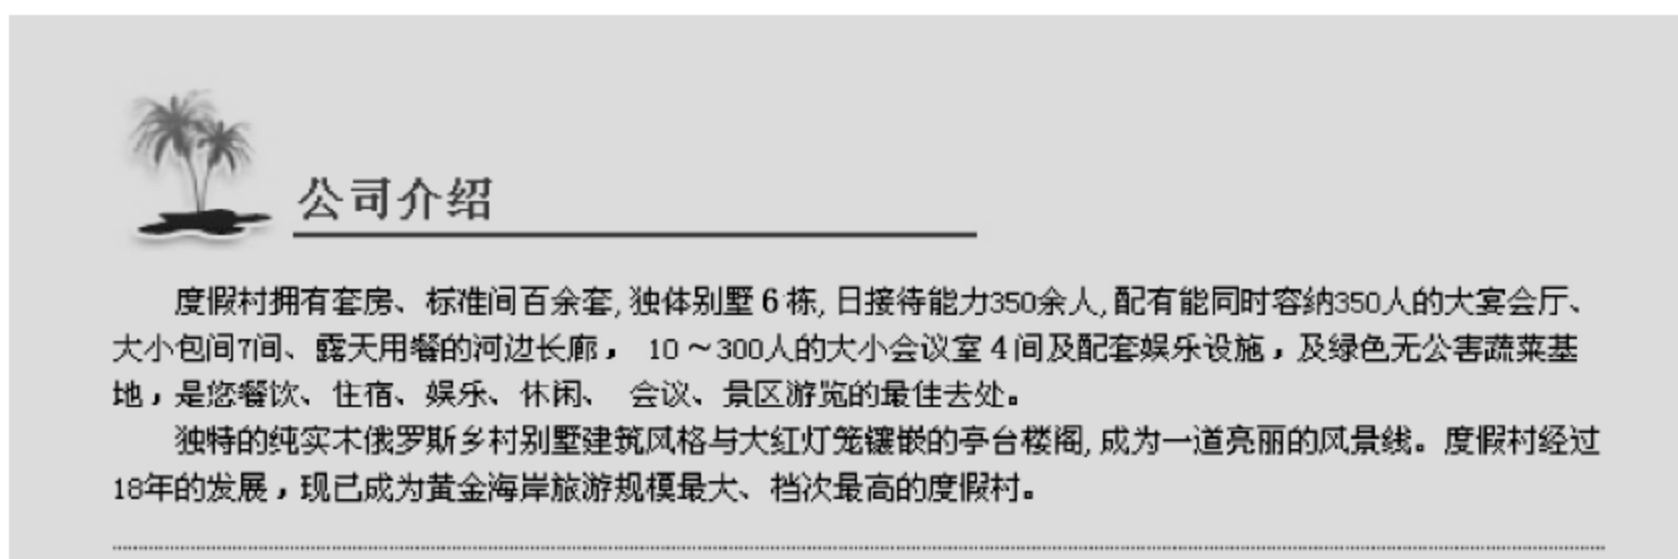 公司介绍
度假村拥有套房、标准间百余套,独体别墅6栋,日接待能力350余人,配有能同时容纳350人的大宴会厅、
大小包间7间、露天用餐的河边长廊， 10～300人的大小会议室4间及配套娱乐设施，及绿色无公害蔬菜基
地，是您餐饮、住宿、娱乐、休闲、 会议、景区游览的最佳去处。
独特的纯实木俄罗斯乡村别墅建筑风格与大红灯笼镶嵌的亭台楼阁,成为一道亮丽的风景线。度假村经过
18年的发展，现已成为黄金海岸旅游规模最大、档次最高的度假村。